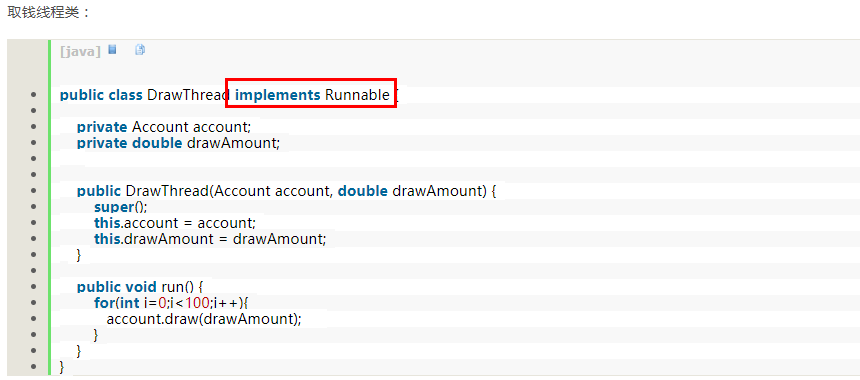 取钱线程类：
[java]
public class DrawThread implements Runnable {
private Account account;
private double drawAmount;
public DrawThread(Account account, double drawAmount) {
super();
this.account = account;
this.drawAmount = drawAmount;
}
public void run() {
for(int i=0;i<100;i++){
account.draw(drawAmount);
}
}
}